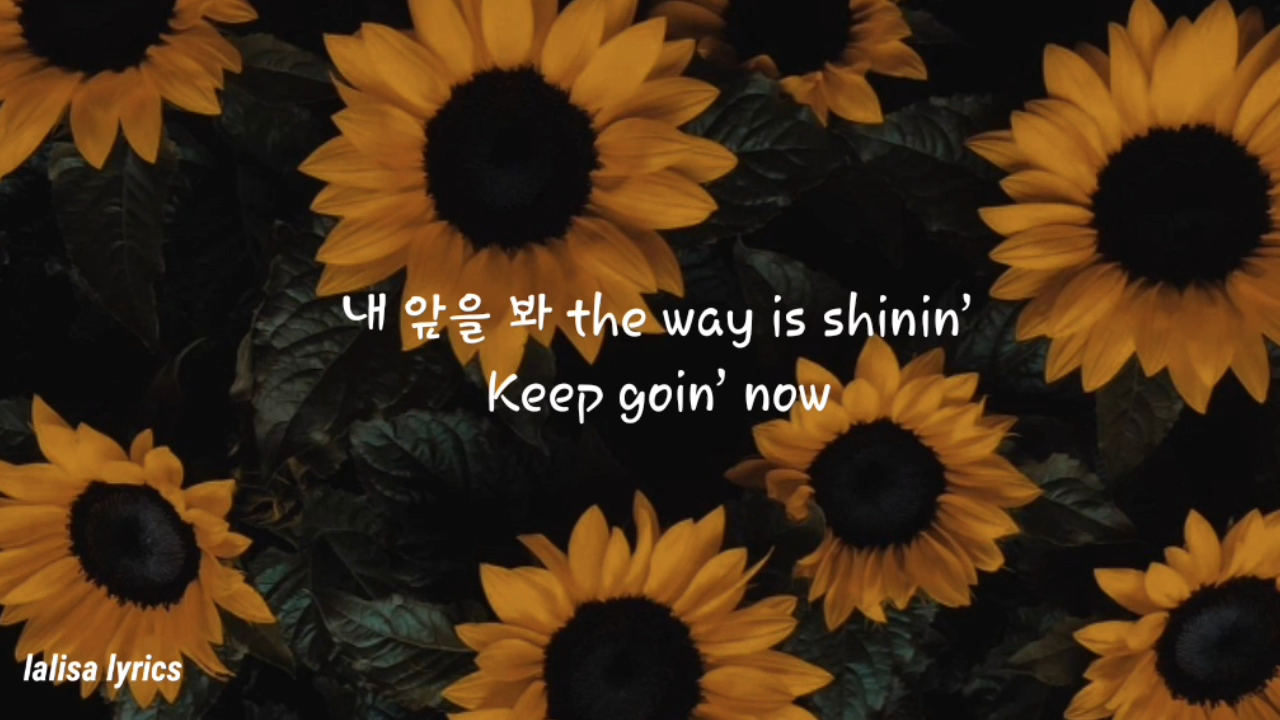 내 앞을 봐 the way is shinin’
Keep goin’ now
lalisa lyrics